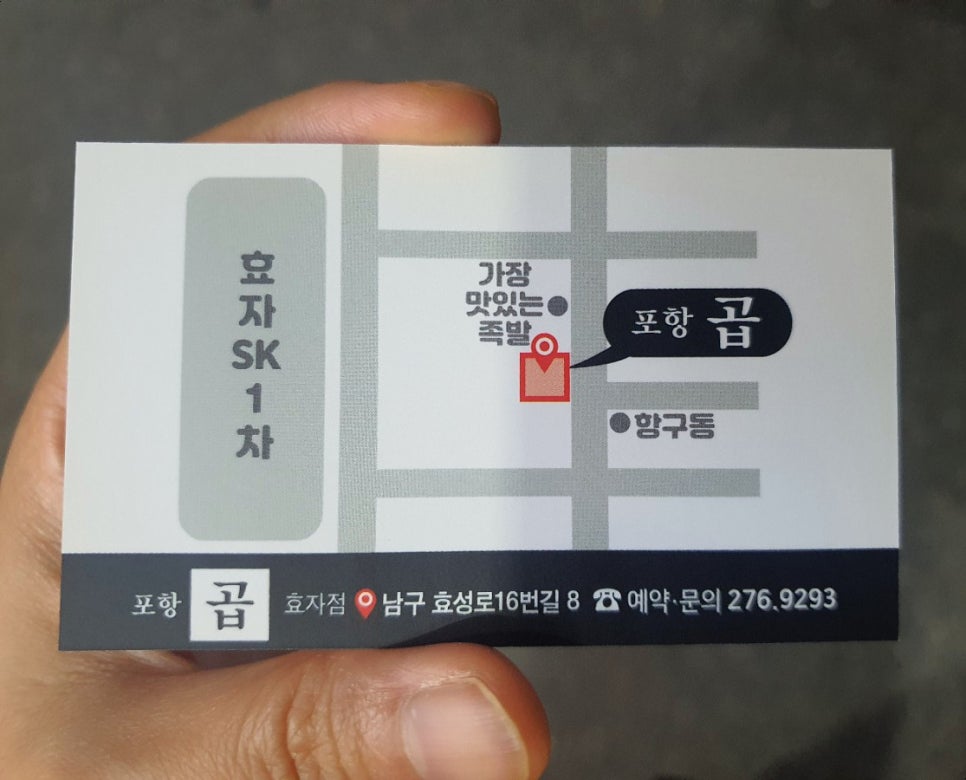 효
자
SK
1
차
가장
맛있는
족발
포항 곱
항구동
포항 곱 효자점 남구 효성로16번길 8 ☎예약·문의 276.9293